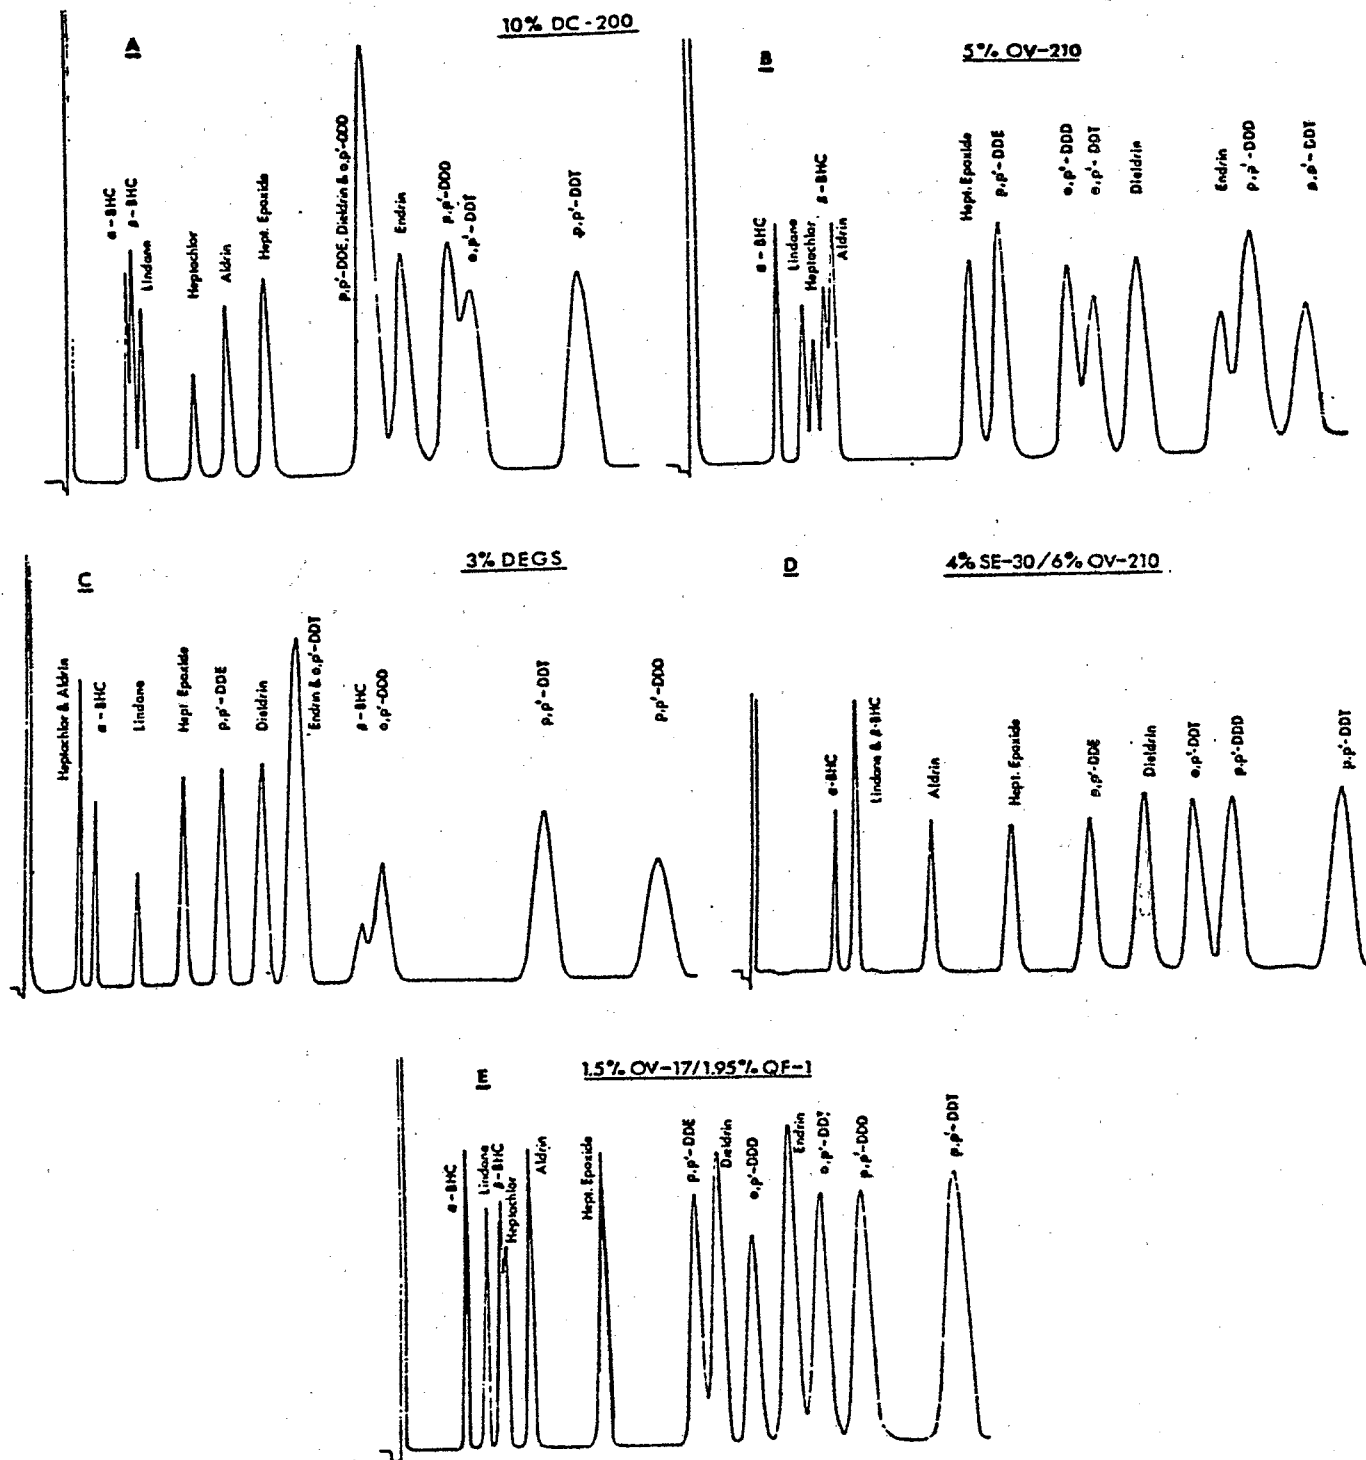 A
10% DC-200
α-BHC
β-BHC
Lindane
Heptachlor
Aldrin
Hept. Epoxide
p,p'-DDE, Dieldrin & o,p'-DDD
Endrin
p,p'-DDD
o,p'-DDT
p,p'-DDT
B
5% OV-210
α-BHC
Lindane
Heptachlor
β-BHC
Aldrin
Hept. Epoxide
p,p'-DDE
o,p'-DDD
o,p'-DDT
Dieldrin
Endrin
p,p'-DDD
p,p'-DDT
C
3% DEGS
Heptachlor & Aldrin
α-BHC
Lindane
Hept Epoxide
p,p'-DDE
Dieldrin
Endrin & o,p'-DDT
β-BHC
o,p'-DDD
p,p'-DDT
p,p'-DDD
D
4% SE-30/6% OV-210
α-BHC
Lindane & β-BHC
Aldrin
Hept. Epoxide
p,p'-DDE
Dieldrin
o,p'-DDT
p,p'-DDD
p,p'-DDT
E
1.5% OV-17/1.95% QF-1
α-BHC
Lindane
β-BHC
Heptachlor
Aldrin
Hept. Epoxide
p,p'-DDE
Dieldrin
o,p'-DDD
Endrin
o,p'-DDT
p,p'-DDD
p,p'-DDT